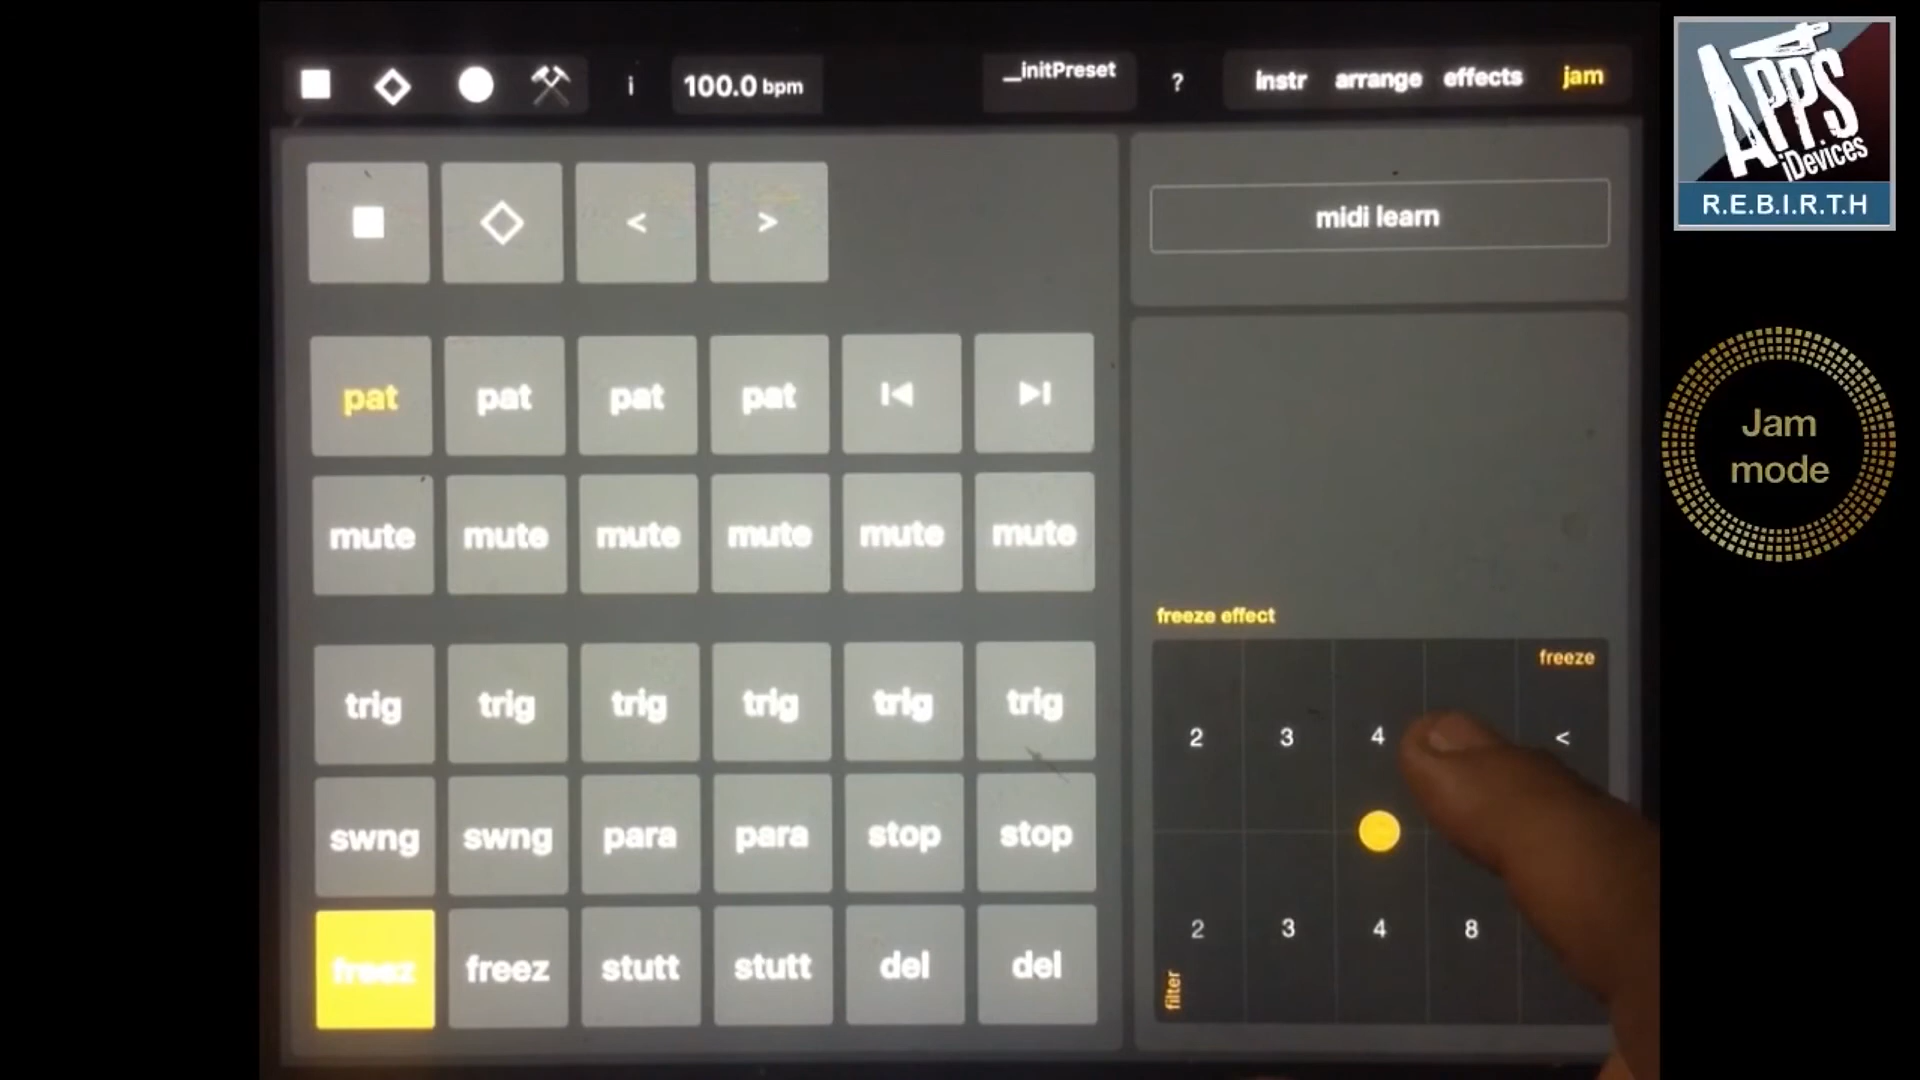 i 100.0 bpm __initPreset ? instr arrange effects jam
< >
midi learn
pat pat pat pat
mute mute mute mute mute mute
trig trig trig trig trig trig
swng swng para para stop stop
freez freez stutt stutt del del
freeze effect
freeze
2 3 4 <
2 3 4 8
filter
APPS
iDevices
R.E.B.I.R.T.H
Jam
mode